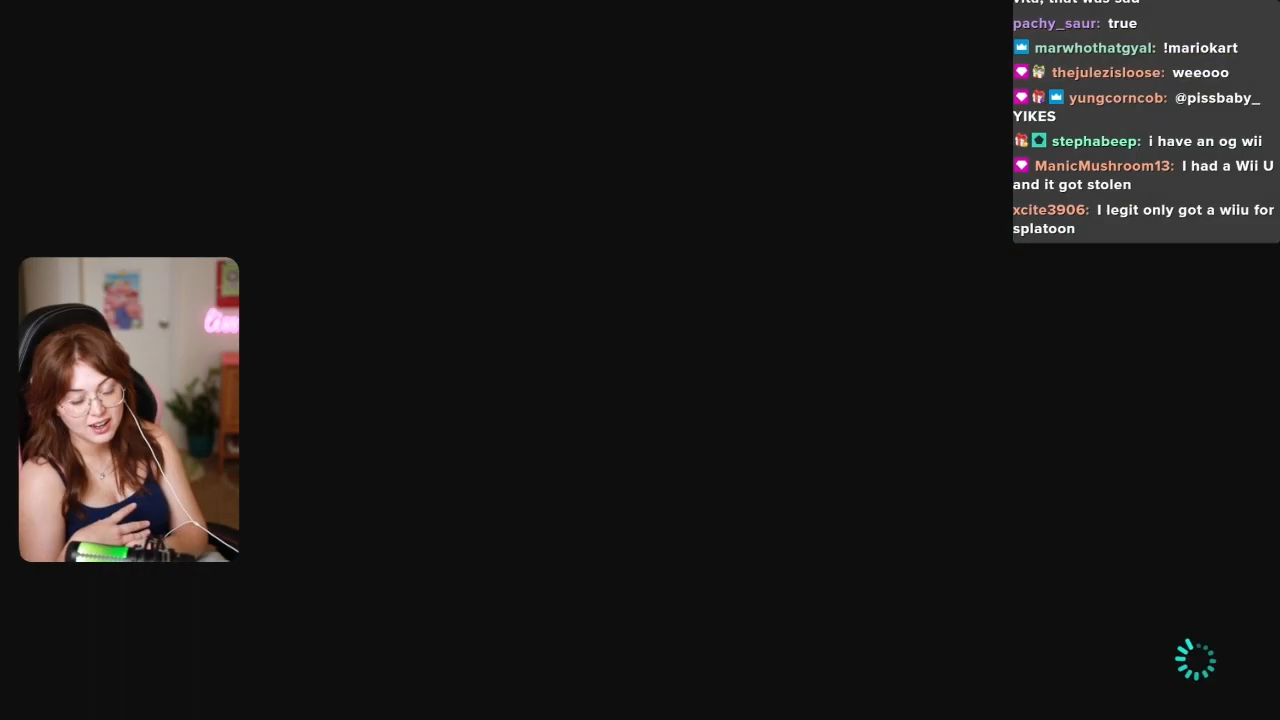 pachy_saur: true
marwhothatgyal: !mariokart
thejulezisloose: weeooo
yungcorncob: @pissbaby_
YIKES
stephabeep: i have an og wii
ManicMushroom13: I had a Wii U
and it got stolen
xcite3906: I legit only got a wiiu for
splatoon